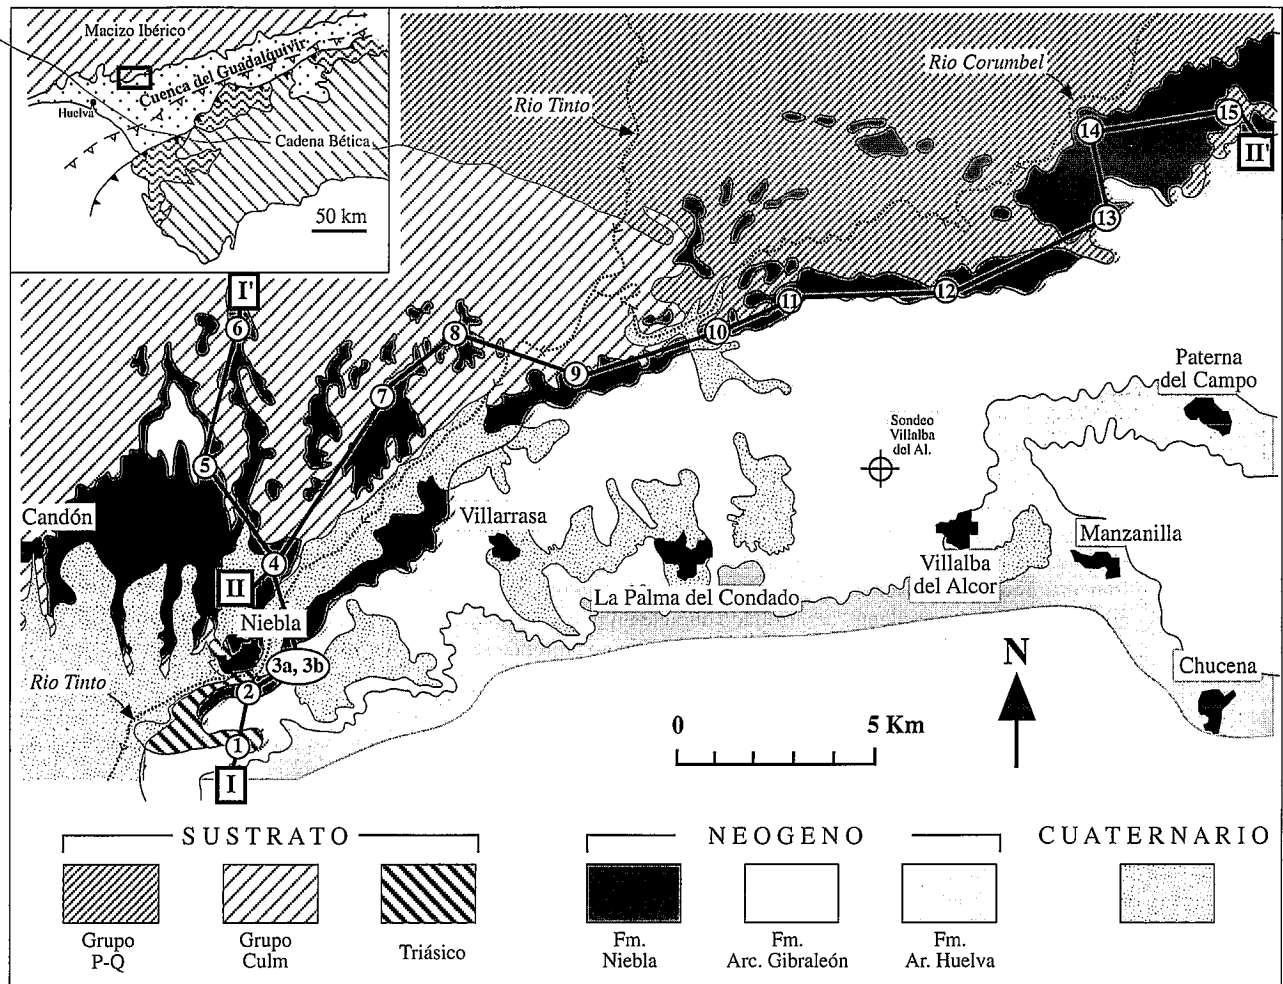 Macizo Ibérico
Cuenca del Guadalquivir
Huelva
Cadena Bética
50 km
Rio Corumbel
Rio Tinto
15
14
II'
13
I'
6
8
12
11
10
9
7
Paterna
del Campo
Sondeo
Villalba
del Al.
5
Candón
Villarrasa
Manzanilla
4
Villalba
del Alcor
II
La Palma del Condado
Niebla
3a, 3b
N
Chucena
Rio Tinto
2
0 5 Km
1
I
SUSTRATO NEOGENO CUATERNARIO
Grupo
P-Q
Grupo
Culm
Triásico
Fm.
Niebla
Fm.
Arc. Gibraleón
Fm.
Ar. Huelva